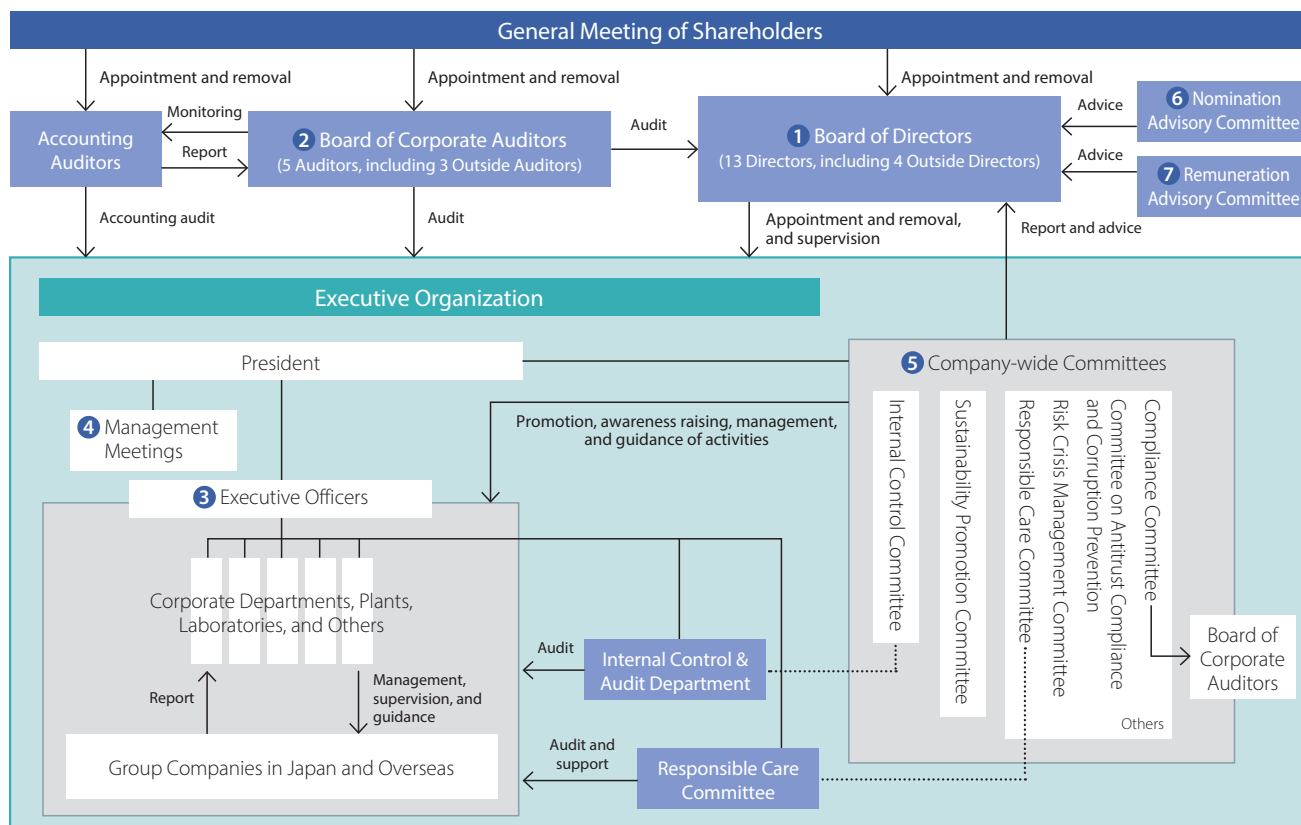 General Meeting of Shareholders
Appointment and removal
Appointment and removal
Appointment and removal
Accounting
Auditors
Monitoring
Report
2 Board of Corporate Auditors
(5 Auditors, including 3 Outside Auditors)
Audit
1 Board of Directors
(13 Directors, including 4 Outside Directors)
Advice
6 Nomination
Advisory Committee
Advice
7 Remuneration
Advisory Committee
Accounting audit
Audit
Appointment and removal,
and supervision
Report and advice
Executive Organization
President
4 Management
Meetings
3 Executive Officers
Promotion, awareness raising, management,
and guidance of activities
5 Company-wide Committees
Internal Control Committee
Sustainability Promotion Committee
Responsible Care Committee
Risk Crisis Management Committee
Committee on Antitrust Compliance
and Corruption Prevention
Compliance Committee
Others
Board of
Corporate
Auditors
Corporate Departments, Plants,
Laboratories, and Others
Report
Management,
supervision, and
guidance
Group Companies in Japan and Overseas
Audit
Internal Control &
Audit Department
Audit and
support
Responsible Care
Committee